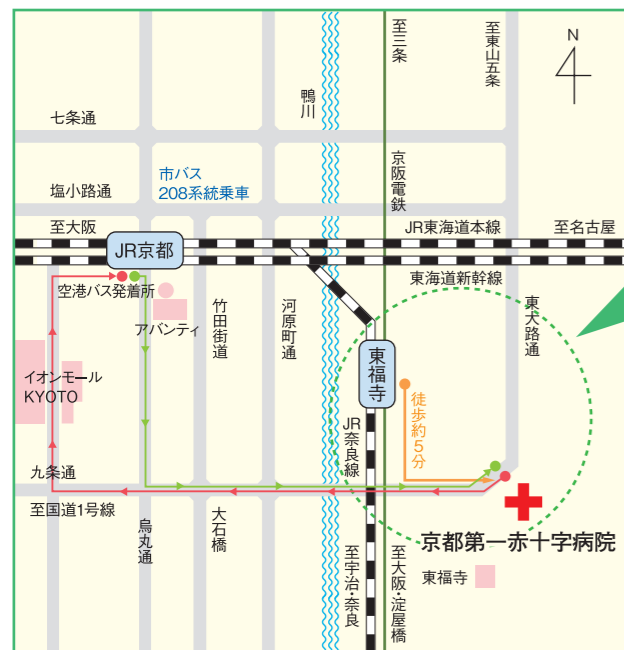 至三条
至東山五条
N
鴨川
七条通
京阪電鉄
市バス
208系統乗車
塩小路通
至大阪
JR東海道本線
至名古屋
JR京都
東海道新幹線
空港バス発着所
アバンティ
竹田街道
河原町通
東大路通
東福寺
イオンモール
KYOTO
徒歩約5分
JR奈良線
九条通
至国道1号線
烏丸通
大石橋
京都第一赤十字病院
至宇治・奈良
至大阪・淀屋橋
東福寺